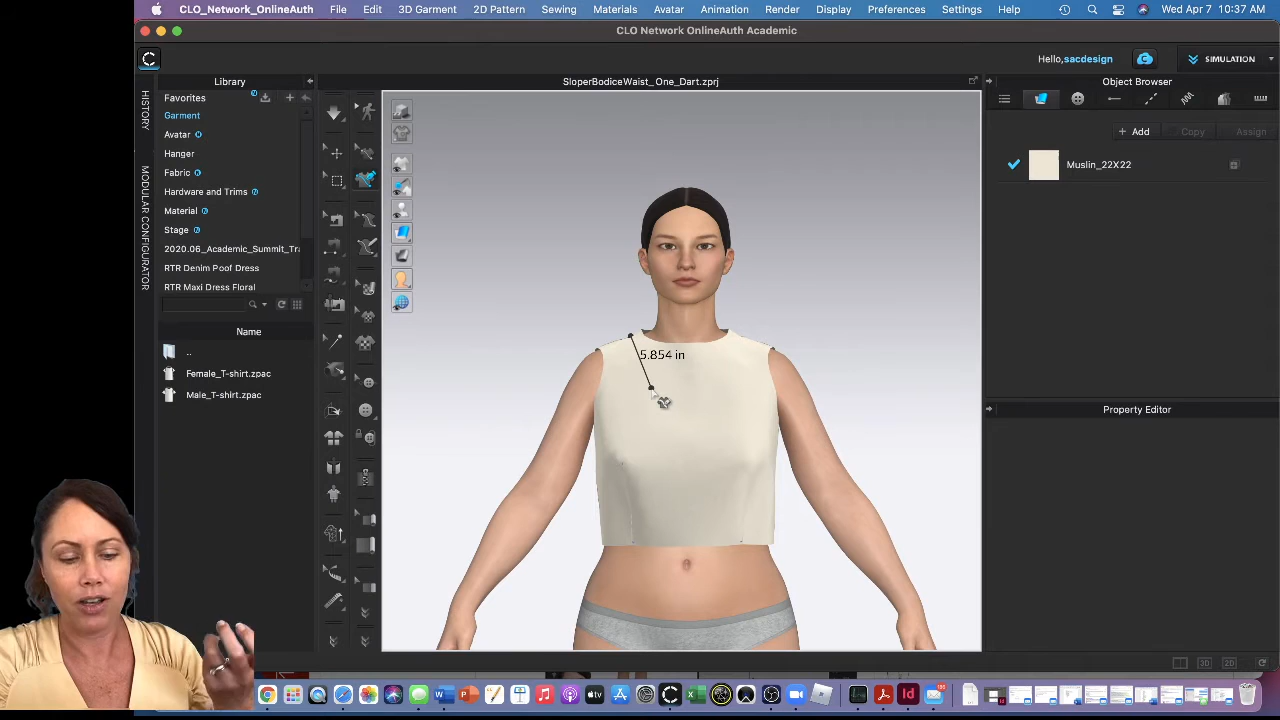 CLO_Network_OnlineAuth File Edit 3D Garment 2D Pattern Sewing Materials Avatar Animation Render Display Preferences Settings Help Wed Apr 7 10:37 AM
CLO Network OnlineAuth Academic
Hello, sacdesign
SIMULATION
Library
SloperBodiceWaist_One_Dart.zprj
Object Browser
HISTORY
MODULAR CONFIGURATOR
Favorites
Garment
Avatar
Hanger
Fabric
Hardware and Trims
Material
Stage
2020.06_Academic_Summit_Tra
RTR Denim Poof Dress
RTR Maxi Dress Floral
Name
..
Female_T-shirt.zpac
Male_T-shirt.zpac
5.854 in
+ Add Copy Assign
Muslin_22X22
Property Editor
3D 2D